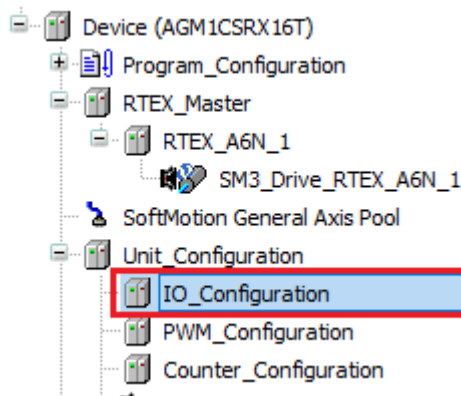 Device (AGM1CSRX16T)
Program_Configuration
RTEX_Master
RTEX_A6N_1
SM3_Drive_RTEX_A6N_1
SoftMotion General Axis Pool
Unit_Configuration
IO_Configuration
PWM_Configuration
Counter_Configuration